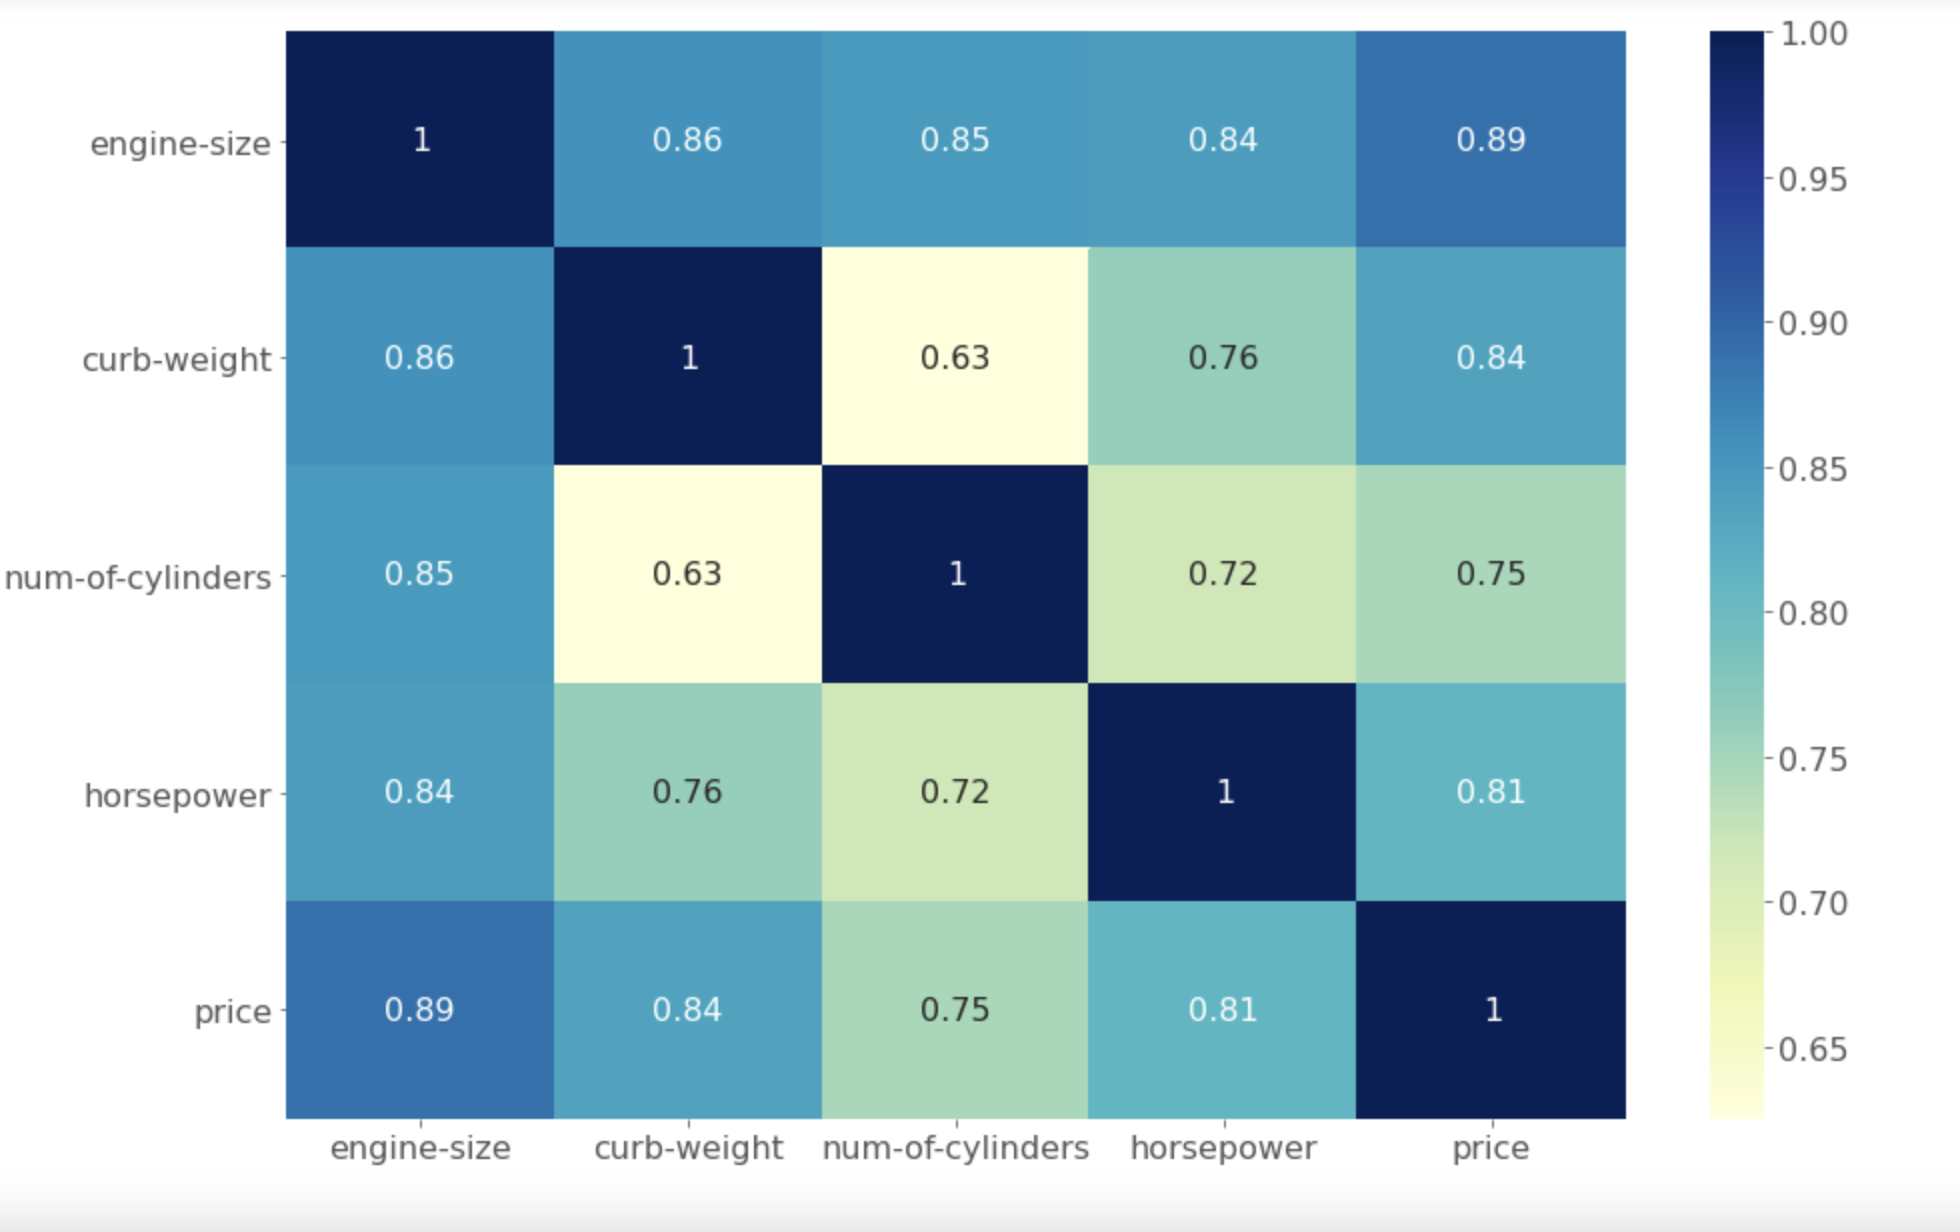 engine-size 1 0.86 0.85 0.84 0.89
curb-weight 0.86 1 0.63 0.76 0.84
num-of-cylinders 0.85 0.63 1 0.72 0.75
horsepower 0.84 0.76 0.72 1 0.81
price 0.89 0.84 0.75 0.81 1
engine-size curb-weight num-of-cylinders horsepower price
1.00
0.95
0.90
0.85
0.80
0.75
0.70
0.65